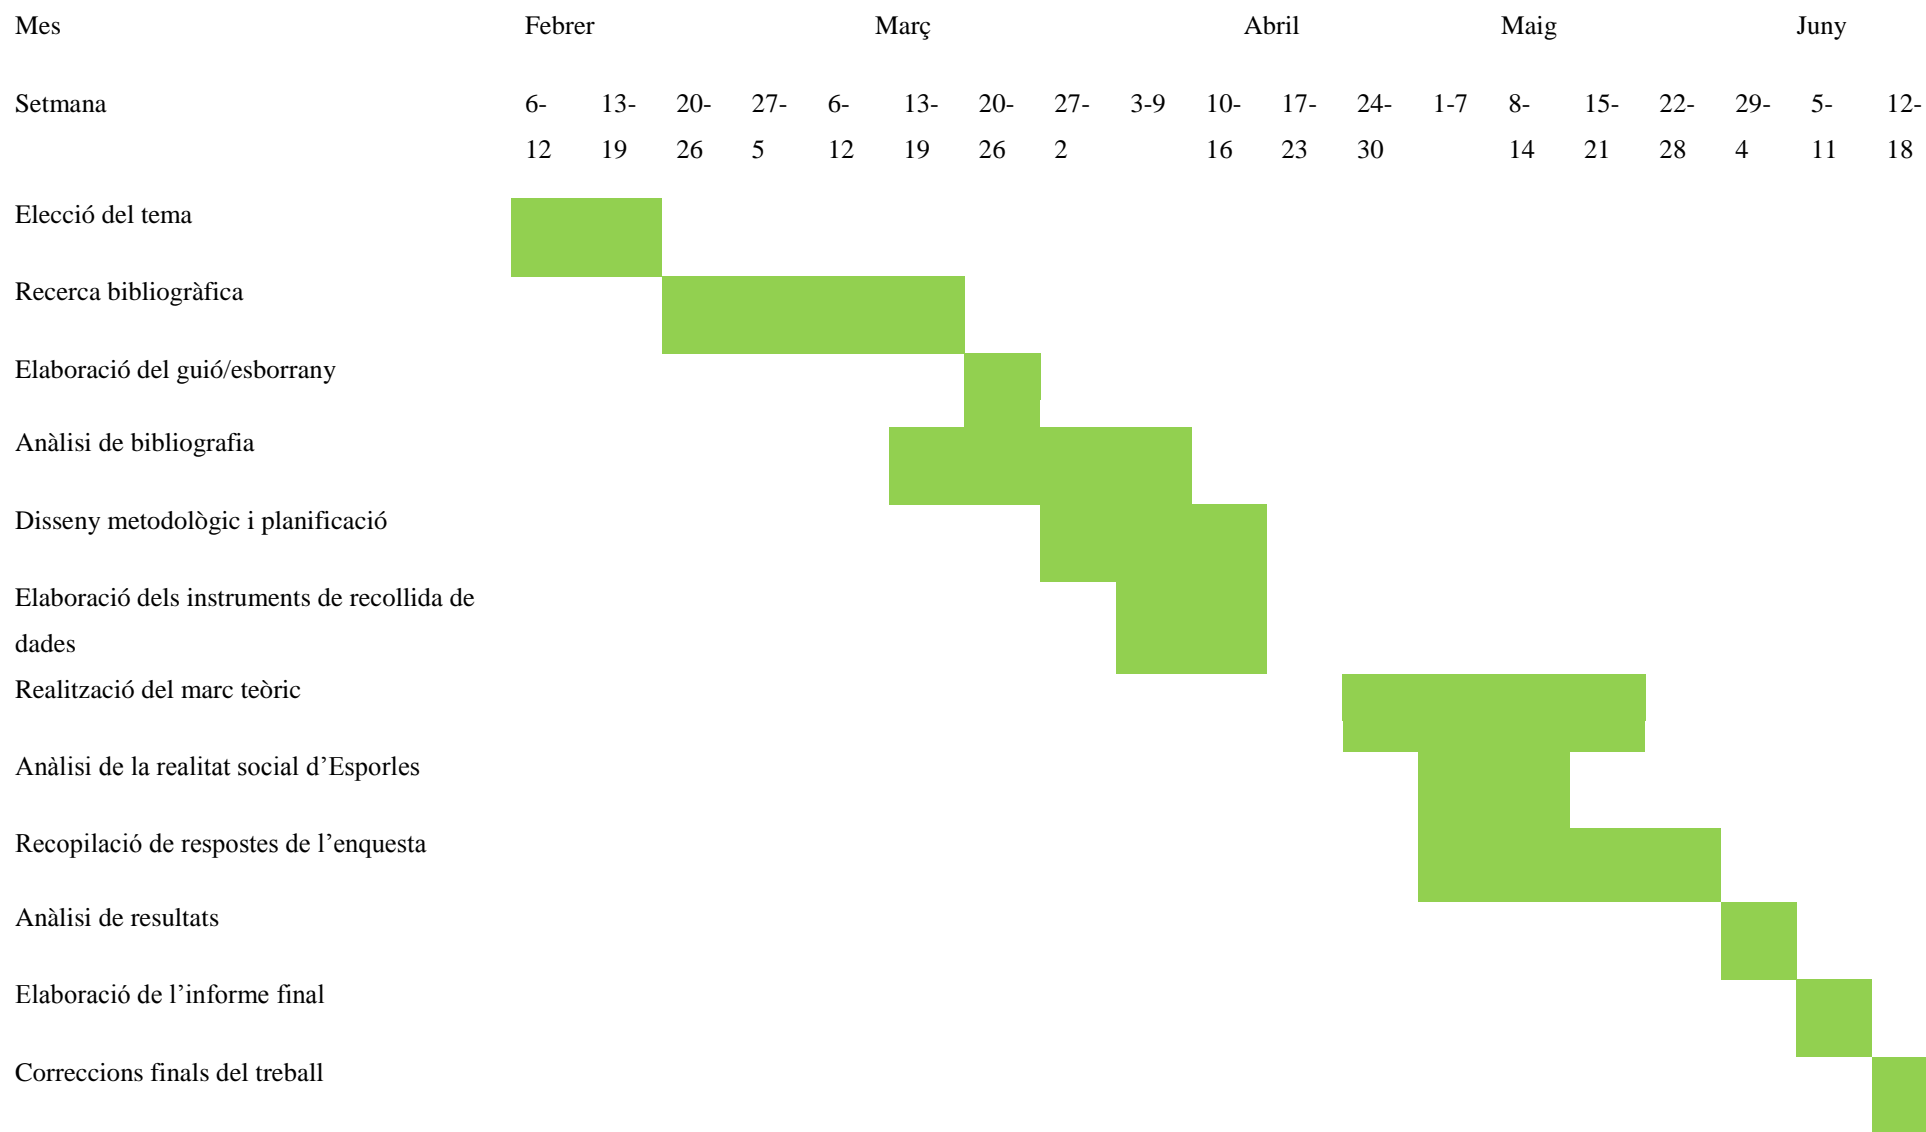 Mes Febrer Març Abril Maig Juny
Setmana 6- 13- 20- 27- 6- 13- 20- 27- 3-9 10- 17- 24- 1-7 8- 15- 22- 29- 5- 12-
12 19 26 5 12 19 26 2 16 23 30 14 21 28 4 11 18
Elecció del tema
Recerca bibliogràfica
Elaboració del guió/esborrany
Anàlisi de bibliografia
Disseny metodològic i planificació
Elaboració dels instruments de recollida de
dades
Realització del marc teòric
Anàlisi de la realitat social d’Esporles
Recopilació de respostes de l’enquesta
Anàlisi de resultats
Elaboració de l’informe final
Correccions finals del treball